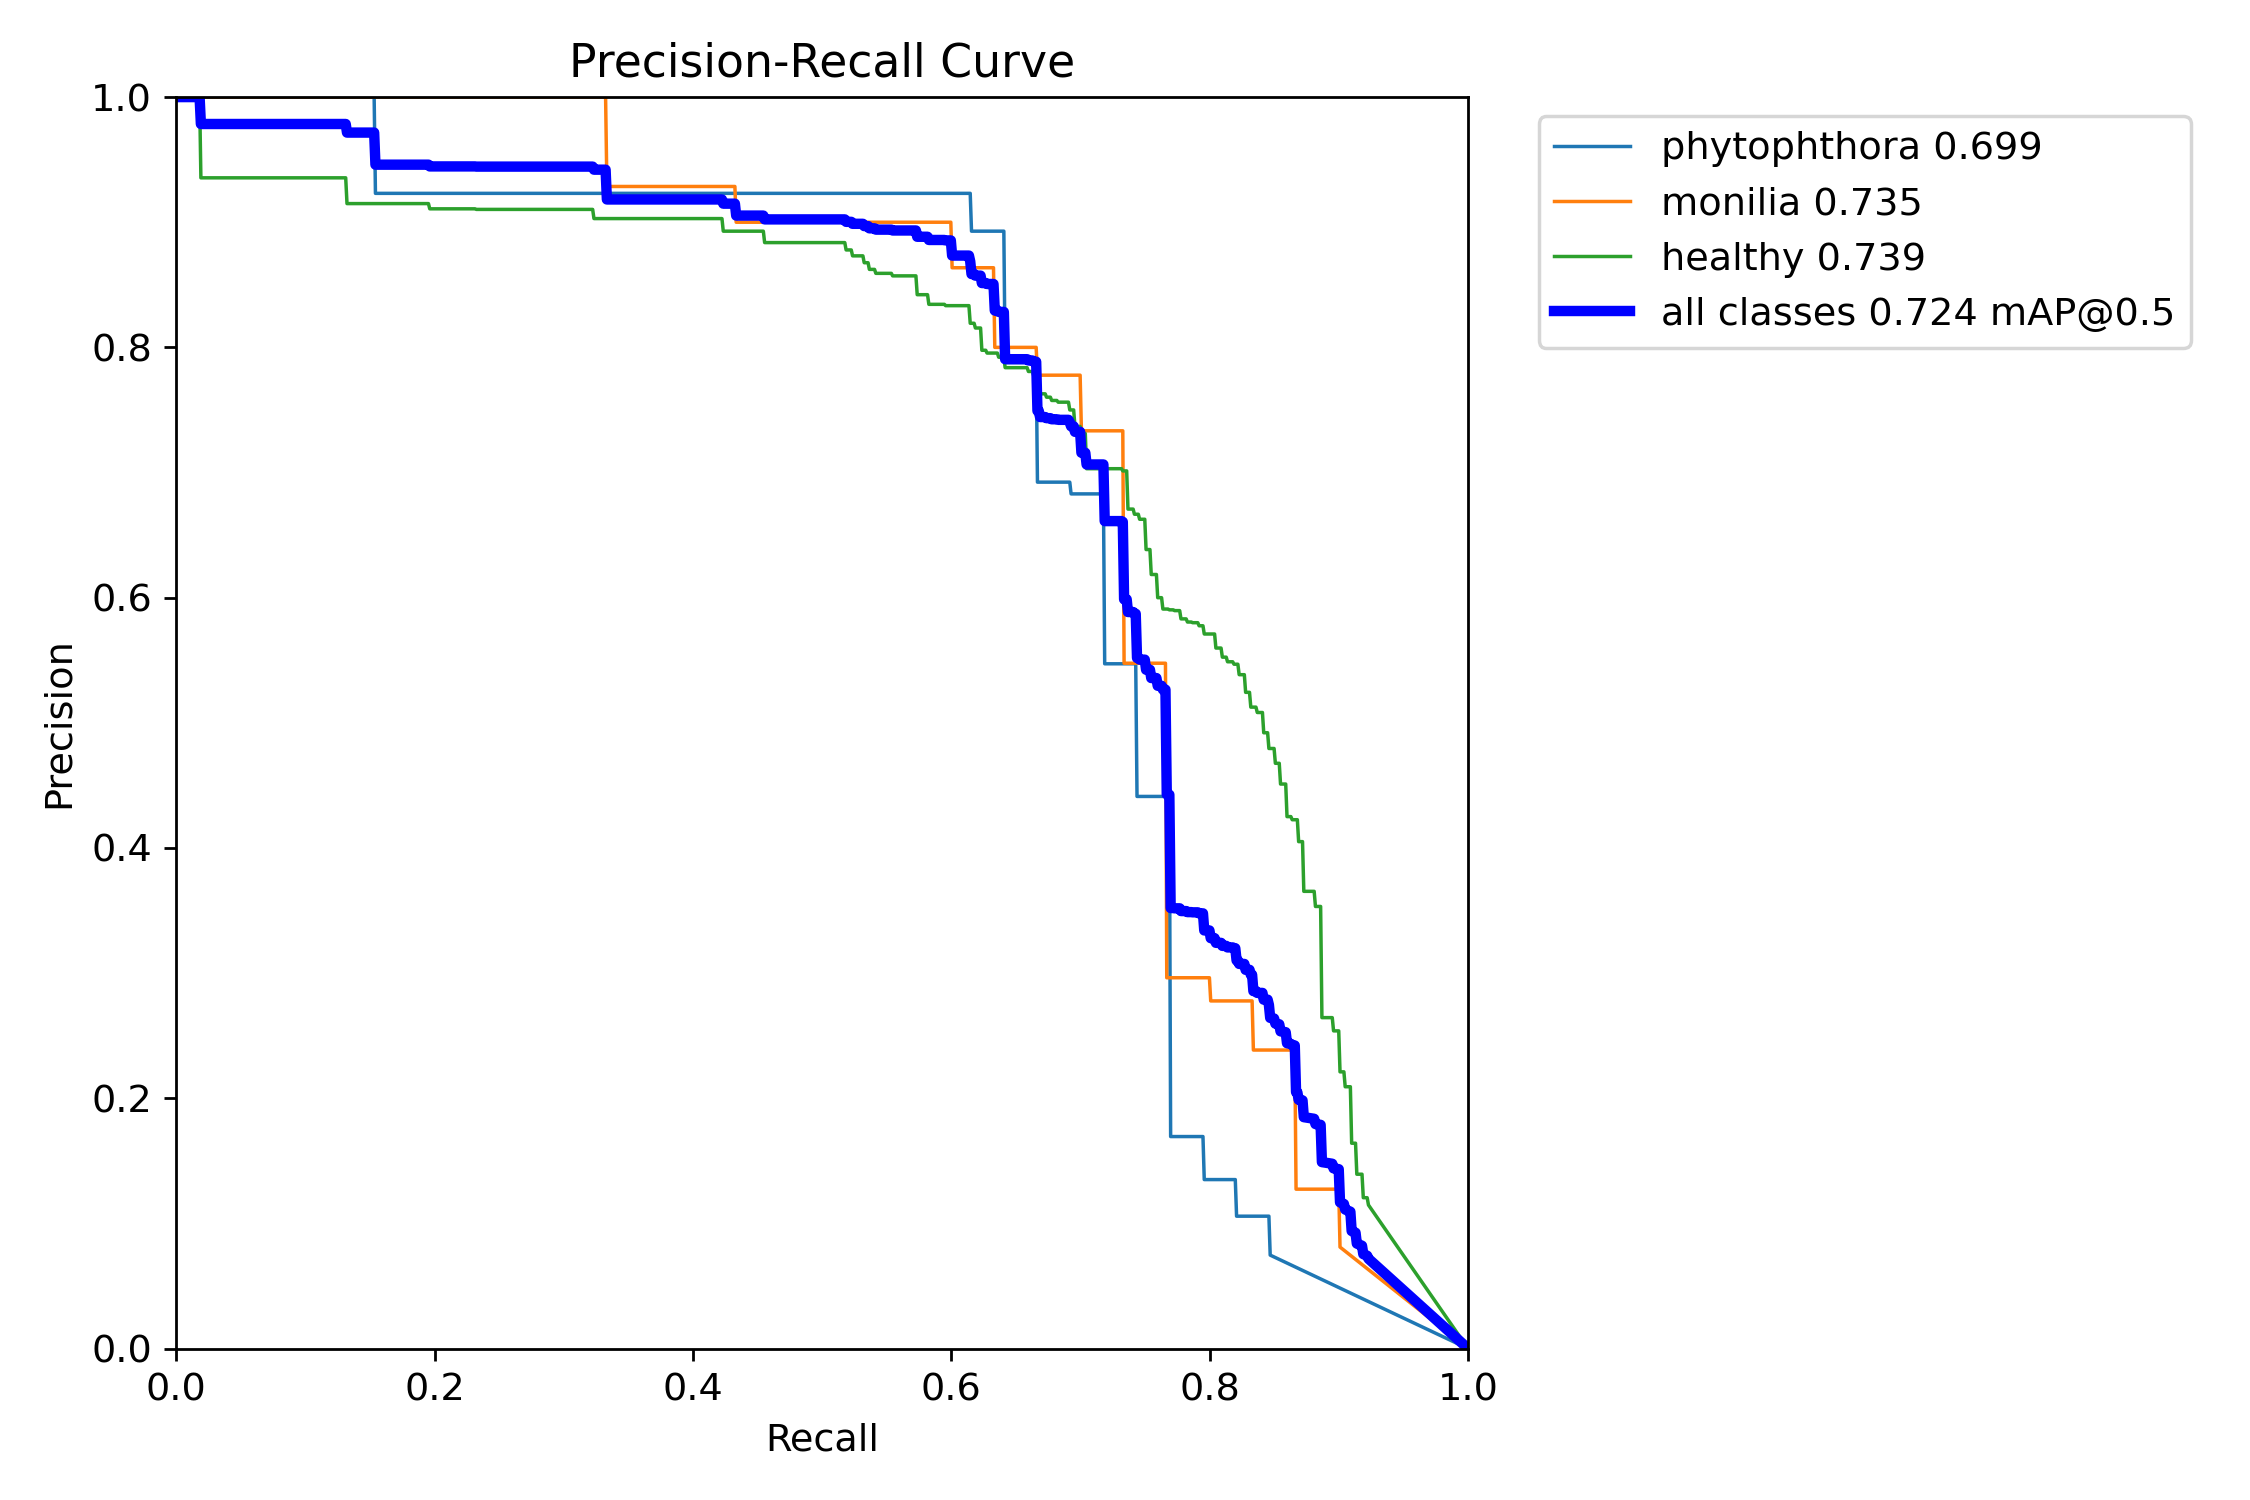 Precision-Recall Curve
1.0
0.8
0.6
0.4
0.2
0.0
Precision
0.0 0.2 0.4 0.6 0.8 1.0
Recall
phytophthora 0.699
monilia 0.735
healthy 0.739
all classes 0.724 mAP@0.5